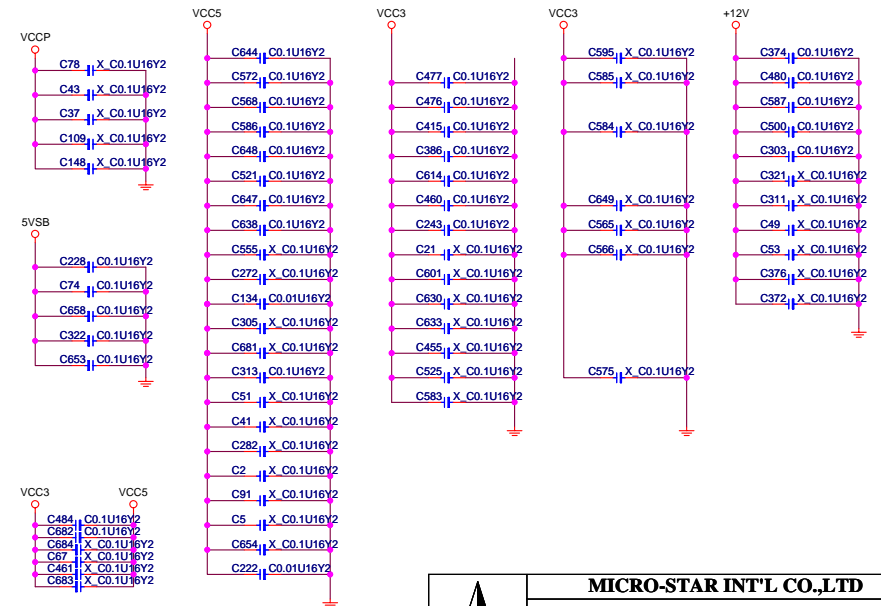 VCCP
C78 X_C0.1U16Y2
C43 X_C0.1U16Y2
C37 X_C0.1U16Y2
C109 X_C0.1U16Y2
C148 X_C0.1U16Y2
5VSB
C228 C0.1U16Y2
C74 C0.1U16Y2
C658 C0.1U16Y2
C322 C0.1U16Y2
C653 C0.1U16Y2
VCC3 VCC5
C484 C0.1U16Y2
C682 C0.1U16Y2
C684 X_C0.1U16Y2
C67 X_C0.1U16Y2
C461 X_C0.1U16Y2
C683 X_C0.1U16Y2
VCC5
C644 C0.1U16Y2
C572 C0.1U16Y2
C568 C0.1U16Y2
C586 C0.1U16Y2
C648 C0.1U16Y2
C521 C0.1U16Y2
C647 C0.1U16Y2
C638 C0.1U16Y2
C555 X_C0.1U16Y2
C272 X_C0.1U16Y2
C134 C0.01U16Y2
C305 X_C0.1U16Y2
C681 X_C0.1U16Y2
C313 C0.1U16Y2
C51 X_C0.1U16Y2
C41 X_C0.1U16Y2
C282 X_C0.1U16Y2
C2 X_C0.1U16Y2
C91 X_C0.1U16Y2
C5 X_C0.1U16Y2
C654 X_C0.1U16Y2
C222 C0.01U16Y2
VCC3
C477 C0.1U16Y2
C476 C0.1U16Y2
C415 C0.1U16Y2
C386 C0.1U16Y2
C614 C0.1U16Y2
C460 C0.1U16Y2
C243 C0.1U16Y2
C21 X_C0.1U16Y2
C601 X_C0.1U16Y2
C630 X_C0.1U16Y2
C633 X_C0.1U16Y2
C455 X_C0.1U16Y2
C525 X_C0.1U16Y2
C583 X_C0.1U16Y2
VCC3
C595 X_C0.1U16Y2
C585 X_C0.1U16Y2
C584 X_C0.1U16Y2
C649 X_C0.1U16Y2
C565 X_C0.1U16Y2
C566 X_C0.1U16Y2
C575 X_C0.1U16Y2
+12V
C374 C0.1U16Y2
C480 C0.1U16Y2
C587 C0.1U16Y2
C500 C0.1U16Y2
C303 C0.1U16Y2
C321 X_C0.1U16Y2
C311 X_C0.1U16Y2
C49 X_C0.1U16Y2
C53 X_C0.1U16Y2
C376 X_C0.1U16Y2
C372 X_C0.1U16Y2
MICRO-STAR INT'L CO.,LTD